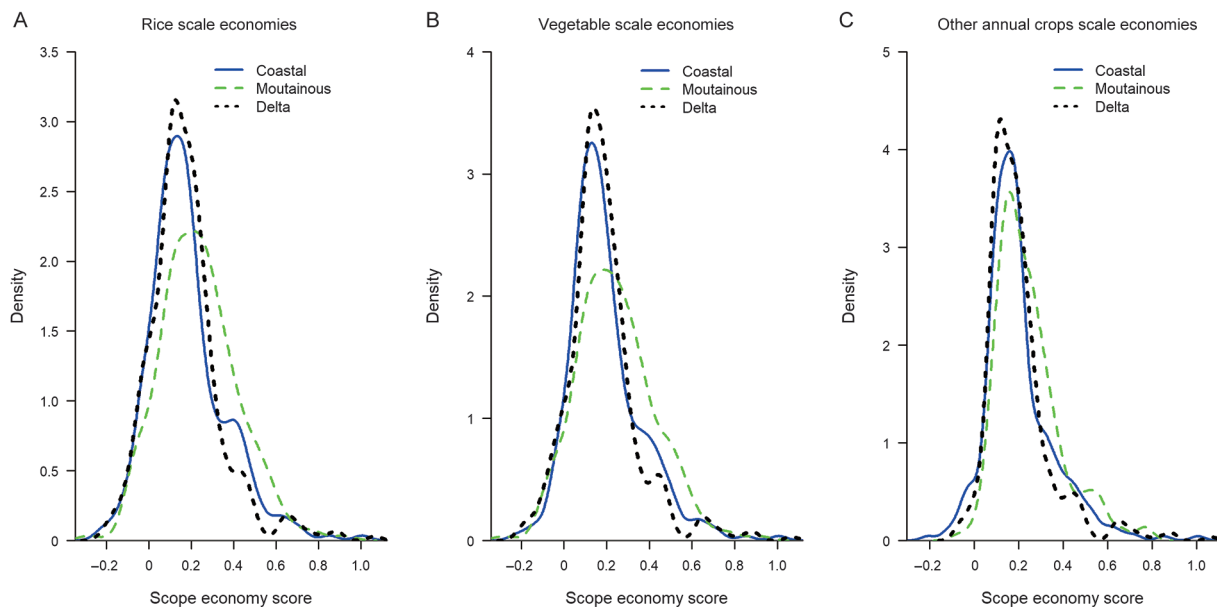 A
Rice scale economies
3.5
3.0
2.5
2.0
1.5
1.0
0.5
0
Density
Coastal
Moutainous
Delta
–0.2 0 0.2 0.4 0.6 0.8 1.0
Scope economy score
B
Vegetable scale economies
4
3
2
1
0
Density
Coastal
Moutainous
Delta
–0.2 0 0.2 0.4 0.6 0.8 1.0
Scope economy score
C
Other annual crops scale economies
5
4
3
2
1
0
Density
Coastal
Moutainous
Delta
–0.2 0 0.2 0.4 0.6 0.8 1.0
Scope economy score